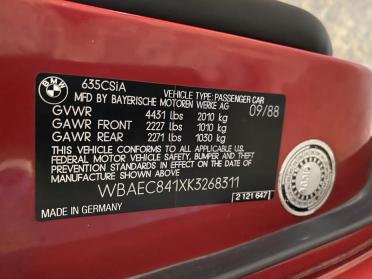 BMW
635CSiA
VEHICLE TYPE: PASSENGER CAR
MFD BY BAYERISCHE MOTOREN WERKE AG 09/88
GVWR 4431 lbs 2010 kg
GAWR FRONT 2227 lbs 1010 kg
GAWR REAR 2271 lbs 1030 kg
THIS VEHICLE CONFORMS TO ALL APPLICABLE U.S.
FEDERAL MOTOR VEHICLE SAFETY, BUMPER AND THEFT
PREVENTION STANDARDS IN EFFECT ON THE DATE OF
MANUFACTURE SHOWN ABOVE.
WBAEC841XK3268311
MADE IN GERMANY 2 121 647